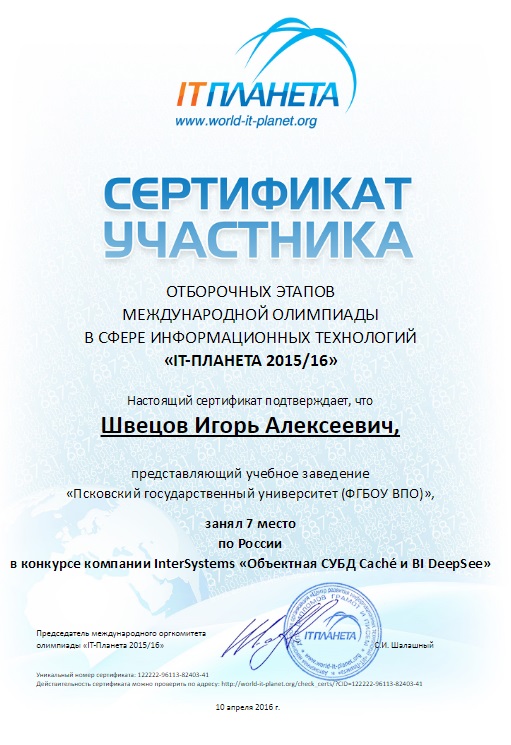 ITПЛАНЕТА
www.world-it-planet.org
СЕРТИФИКАТ
УЧАСТНИКА
ОТБОРОЧНЫХ ЭТАПОВ
МЕЖДУНАРОДНОЙ ОЛИМПИАДЫ
В СФЕРЕ ИНФОРМАЦИОННЫХ ТЕХНОЛОГИЙ
«IT-ПЛАНЕТА 2015/16»
Настоящий сертификат подтверждает, что
Швецов Игорь Алексеевич,
представляющий учебное заведение
«Псковский государственный университет (ФГБОУ ВПО)»,
занял 7 место
по России
в конкурсе компании InterSystems «Объектная СУБД Caché и BI DeepSee»
Председатель международного оргкомитета
олимпиады «IT-Планета 2015/16»
ITПЛАНЕТА
www.world-it-planet.org
С.И. Шалашный
Уникальный номер сертификата: 122222-96113-82403-41
Действительность сертификата можно проверить по адресу: http://world-it-planet.org/check_certs/?CID=122222-96113-82403-41
10 апреля 2016 г.